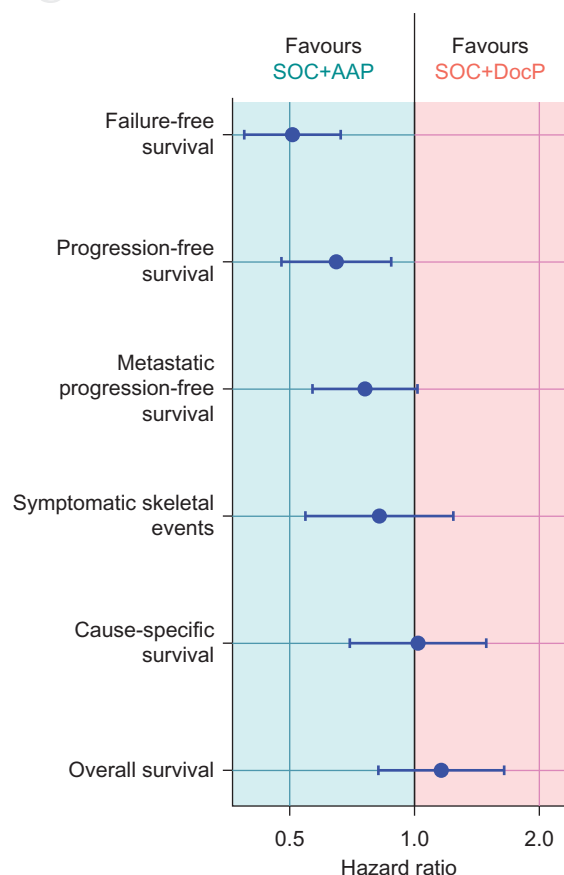 Favours
SOC+AAP
Favours
SOC+DocP
Failure-free
survival
Progression-free
survival
Metastatic
progression-free
survival
Symptomatic skeletal
events
Cause-specific
survival
Overall survival
0.5
1.0
2.0
Hazard ratio